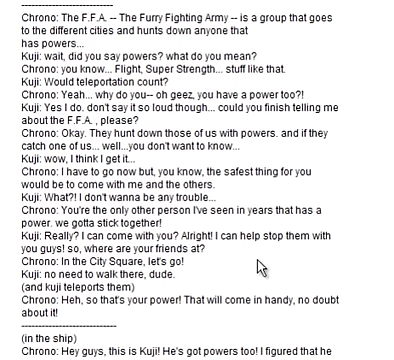 ---------------------------
Chrono: The F.F.A. -- The Furry Fighting Army -- is a group that goes
to the different cities and hunts down anyone that
has powers...
Kuji: wait, did you say powers? what do you mean?
Chrono: you know... Flight, Super Strength... stuff like that.
Kuji: Would teleportation count?
Chrono: Yeah... why do you-- oh geez, you have a power too?!
Kuji: Yes I do. don't say it so loud though... could you finish telling me
about the F.F.A. , please?
Chrono: Okay. They hunt down those of us with powers. and if they
catch one of us... well...you don't want to know...
Kuji: wow, I think I get it...
Chrono: I have to go now but, you know, the safest thing for you
would be to come with me and the others.
Kuji: What?! I don't wanna be any trouble...
Chrono: You're the only other person I've seen in years that has a
power. we gotta stick together!
Kuji: Really? I can come with you? Alright! I can help stop them with
you guys! so, where are your friends at?
Chrono: In the City Square, let's go!
Kuji: no need to walk there, dude.
(and kuji teleports them)
Chrono: Heh, so that's your power! That will come in handy, no doubt
about it!
----------------------------
(in the ship)
Chrono: Hey guys, this is Kuji! He's got powers too! I figured that he